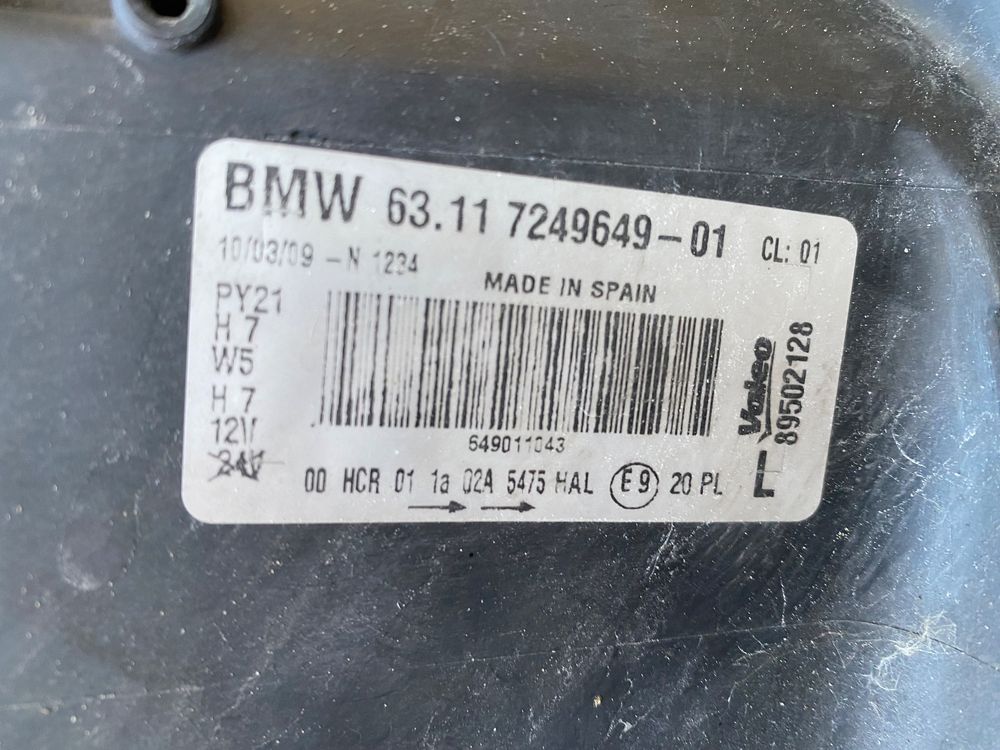 BMW 63.11 7249649-01 CL: 01
10/03/09 -N 1234
MADE IN SPAIN
PY21
H 7
W5
H 7
12V
24V
649011043
00 HCR 01 1a 02A 5475 HAL E9 20 PL
L
Valeo
89502128